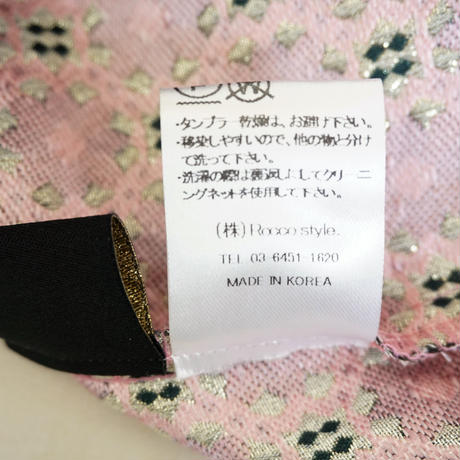 ・タンブラー乾燥は、お避け下さい。
・移染しやすいので、他の物と分け
て洗って下さい。
・洗濯の際は裏返しにしてクリーニ
ングネットを使用して下さい。
(株) Rocco style.
TEL 03-6451-1620
MADE IN KOREA